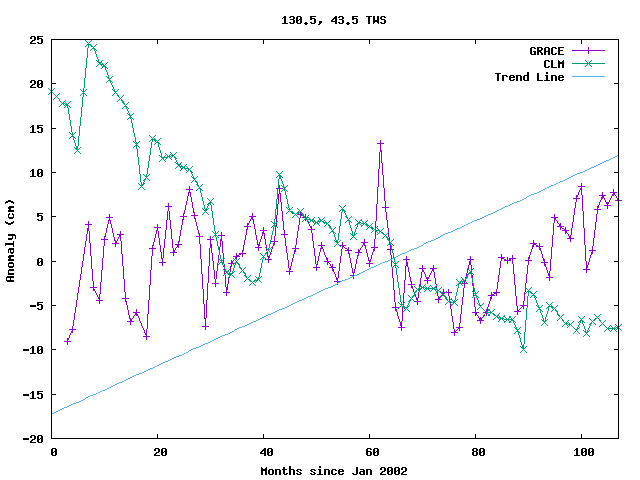 130.5, 43.5 TWS
GRACE
CLM
Trend Line
25
20
15
10
5
0
-5
-10
-15
-20
Anomaly (cm)
0 20 40 60 80 100
Months since Jan 2002